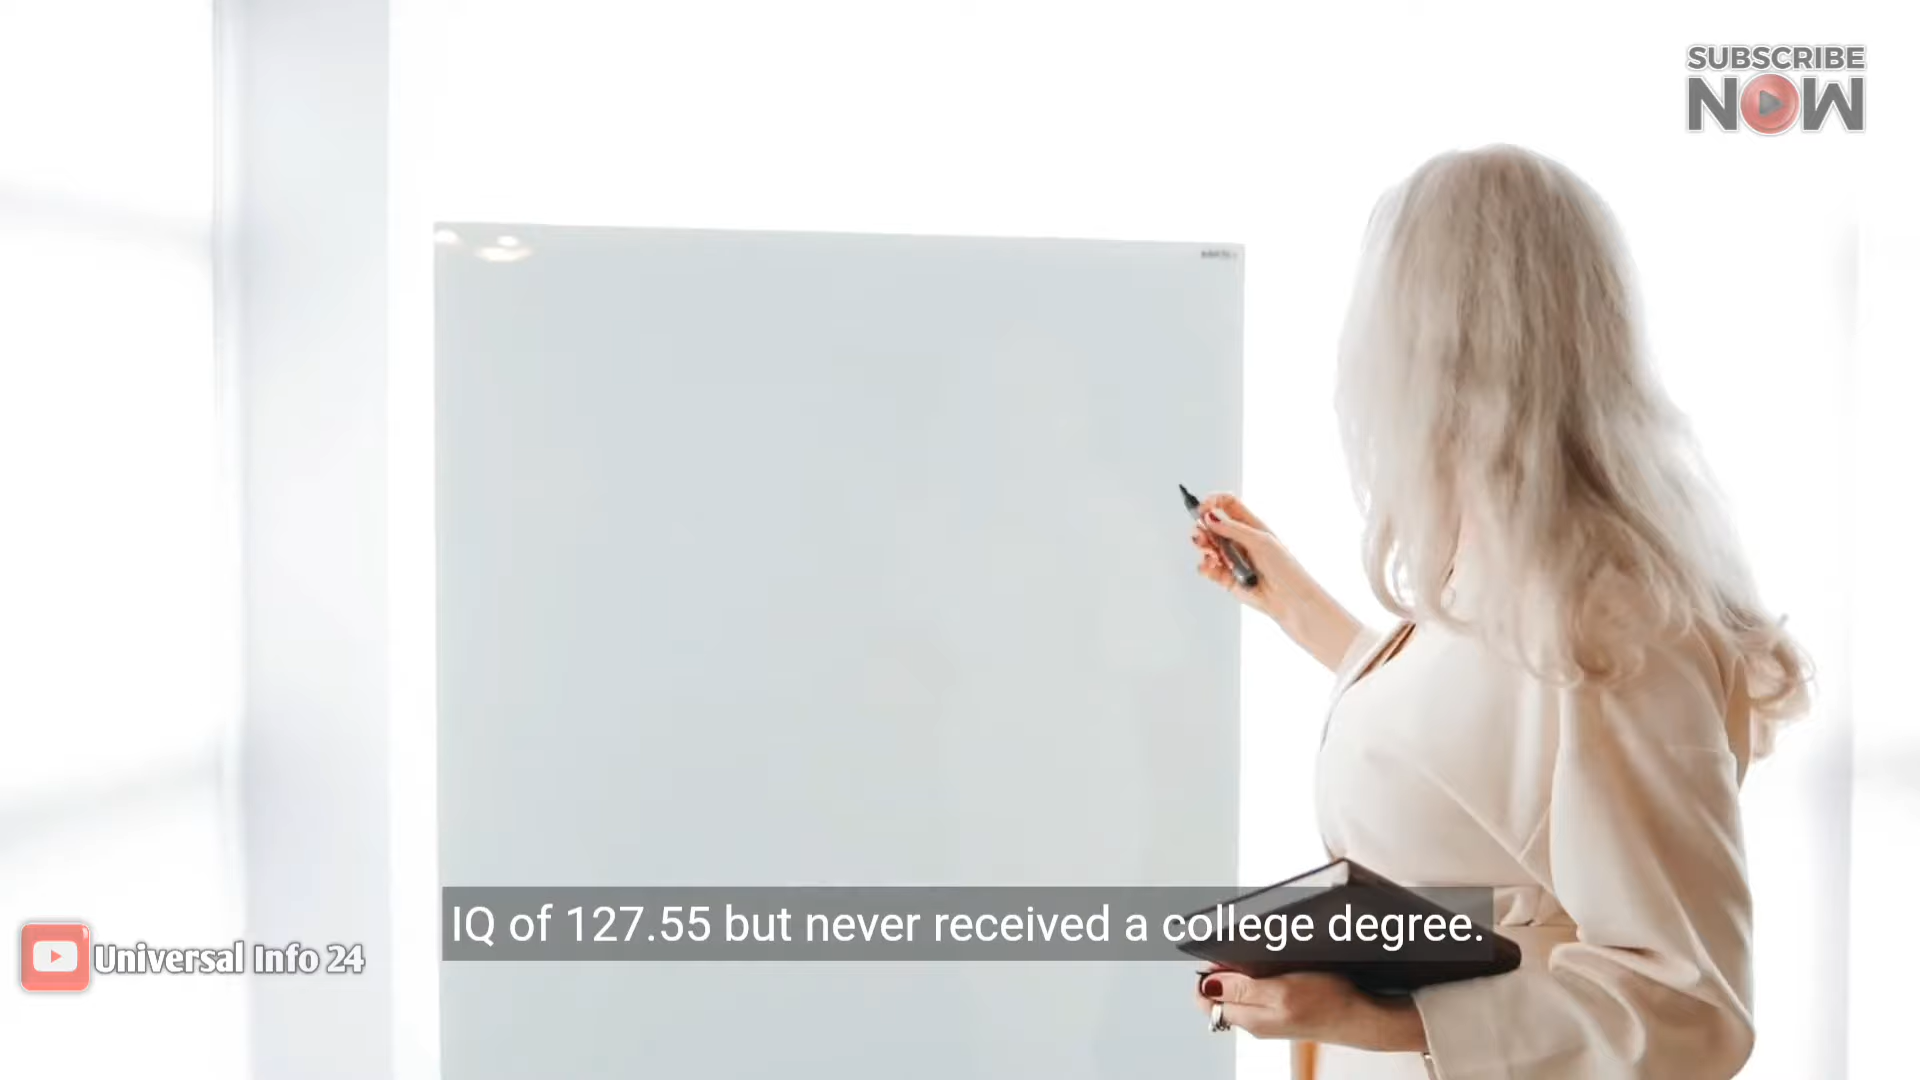 SUBSCRIBE
NOW
IQ of 127.55 but never received a college degree.
Universal Info 24